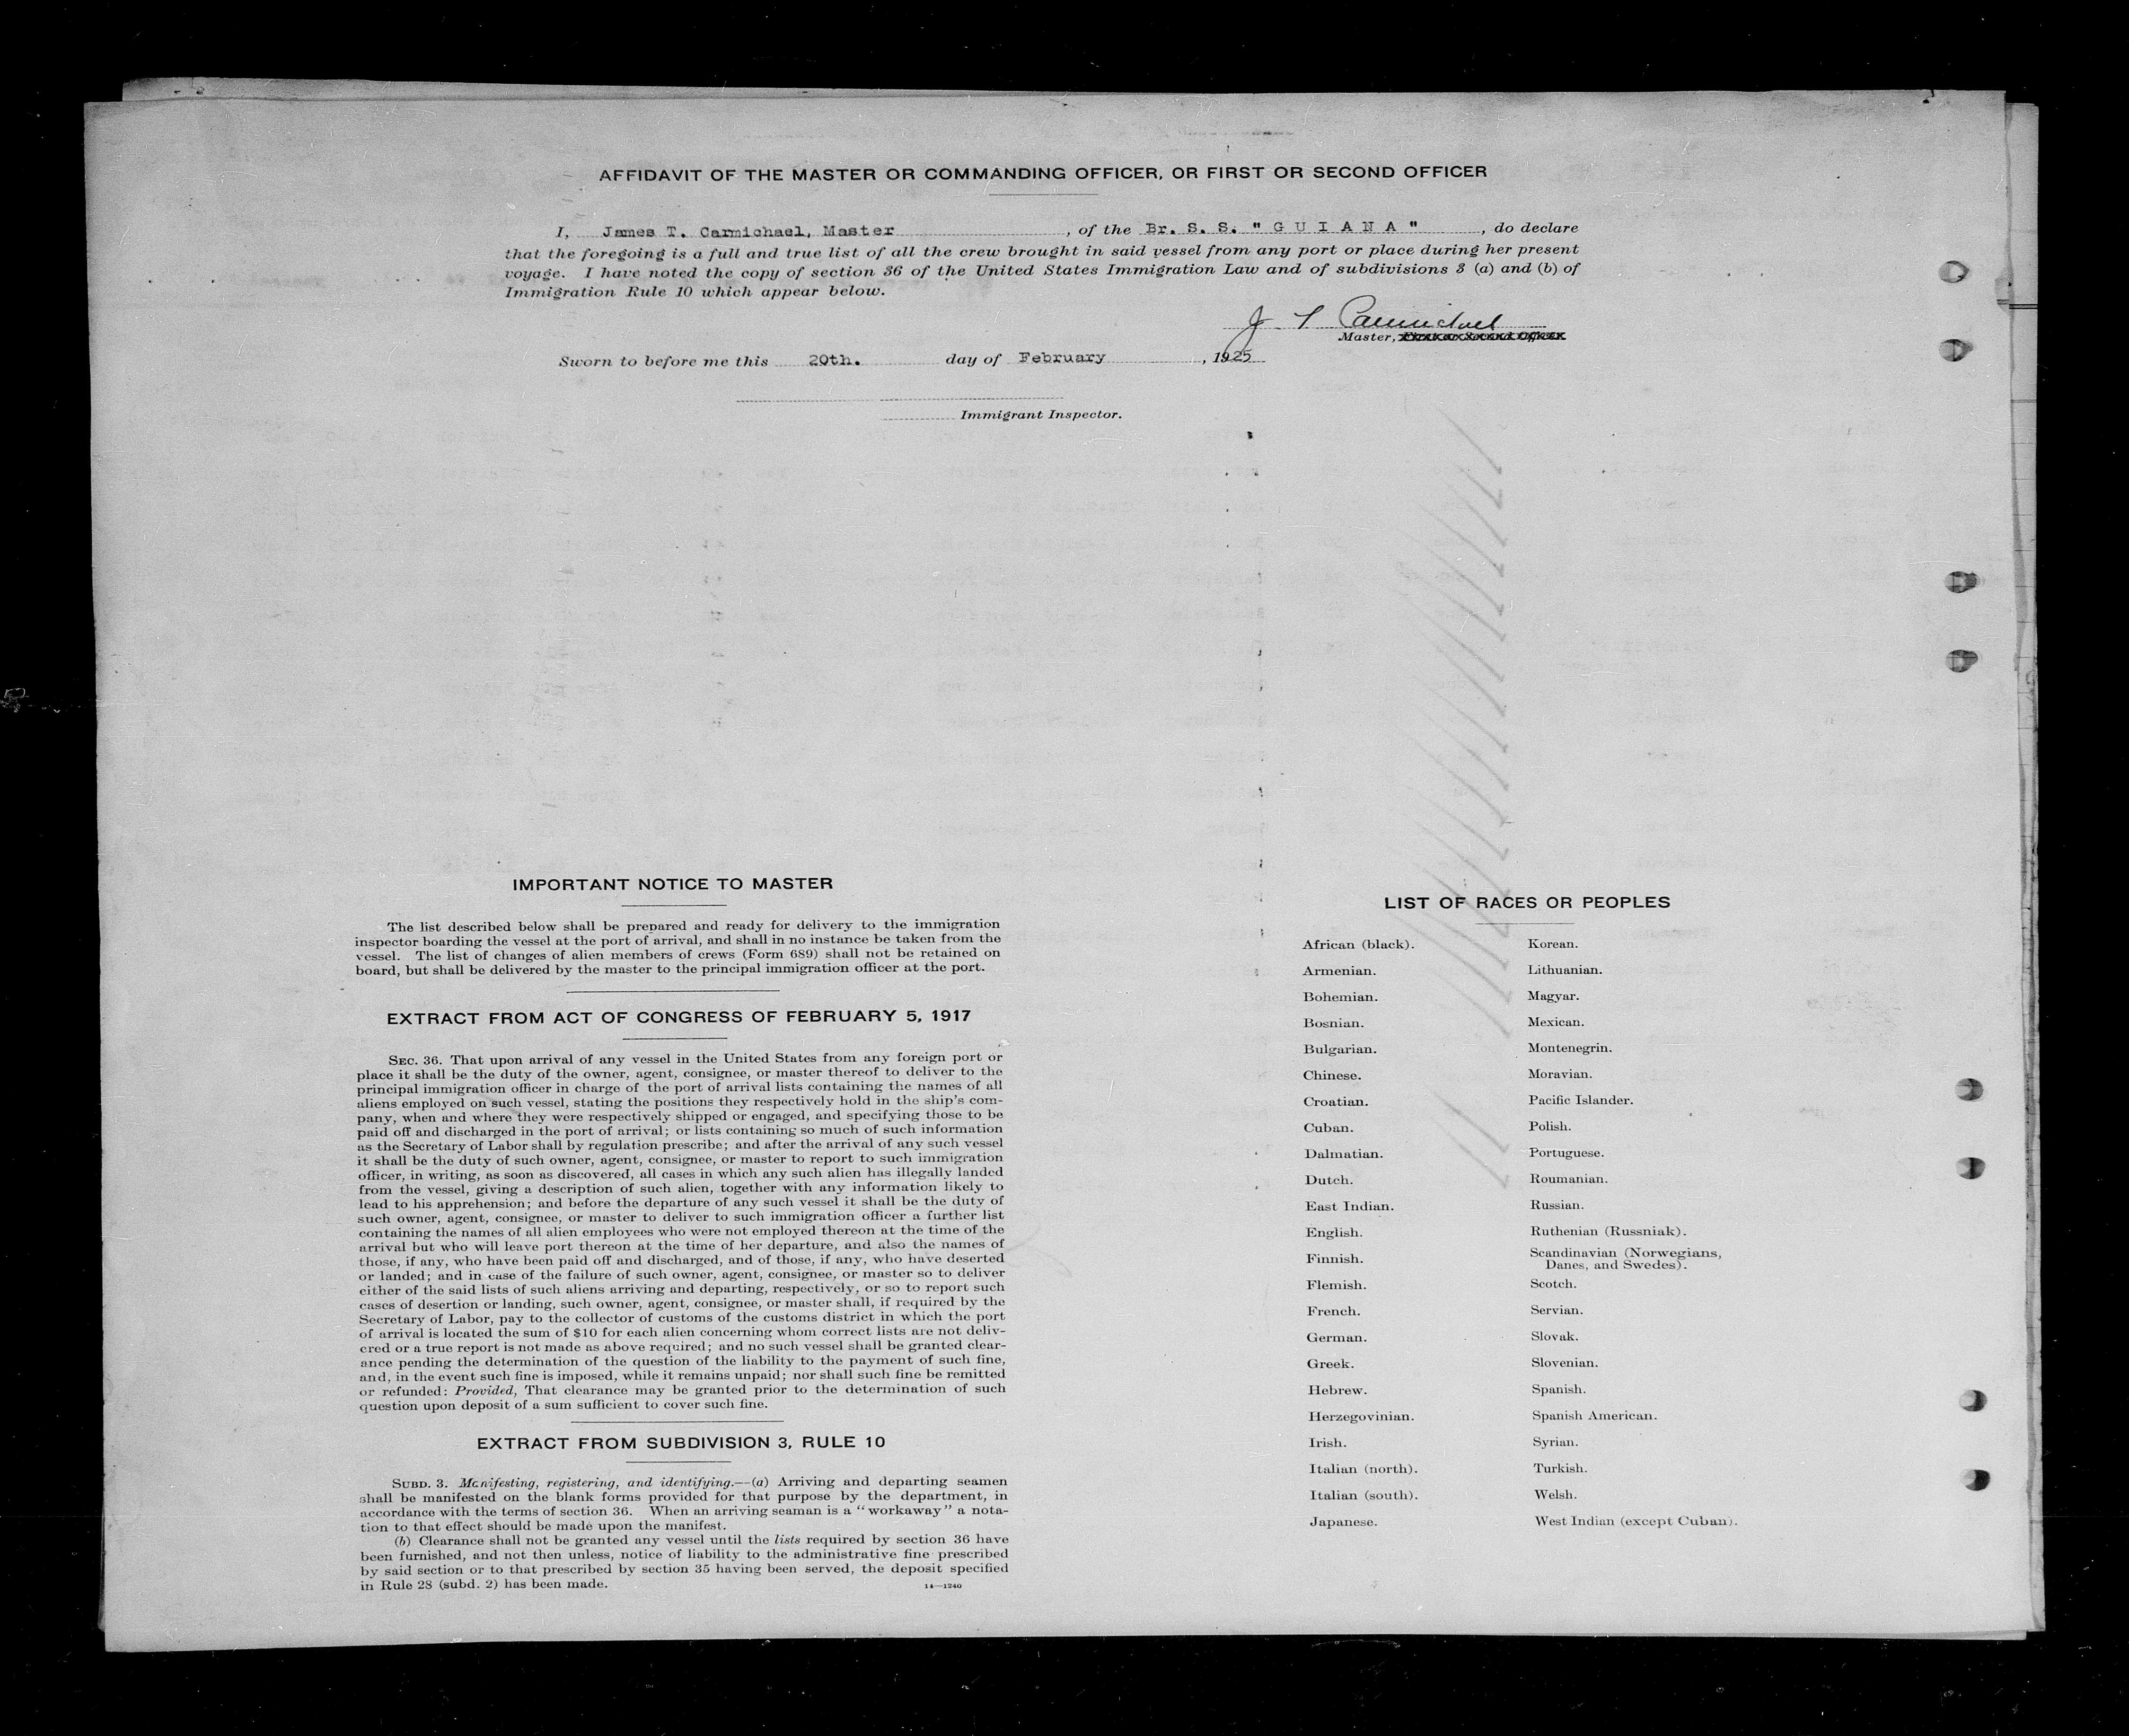 AFFIDAVIT OF THE MASTER OR COMMANDING OFFICER, OR FIRST OR SECOND OFFICER
I, James T. Carmichael, Master, of the Br. S. S. "GUIANA", do declare
that the foregoing is a full and true list of all the crew brought in said vessel from any port or place during her present
voyage. I have noted the copy of section 36 of the United States Immigration Law and of subdivisions 3 (a) and (b) of
Immigration Rule 10 which appear below.
J T Carmichael
Master, First or Second Officer.
Sworn to before me this 20th. day of February, 1925
Immigrant Inspector.
IMPORTANT NOTICE TO MASTER
The list described below shall be prepared and ready for delivery to the immigration
inspector boarding the vessel at the port of arrival, and shall in no instance be taken from the
vessel. The list of changes of alien members of crews (Form 689) shall not be retained on
board, but shall be delivered by the master to the principal immigration officer at the port.
EXTRACT FROM ACT OF CONGRESS OF FEBRUARY 5, 1917
SEC. 36. That upon arrival of any vessel in the United States from any foreign port or
place it shall be the duty of the owner, agent, consignee, or master thereof to deliver to the
principal immigration officer in charge of the port of arrival lists containing the names of all
aliens employed on such vessel, stating the positions they respectively hold in the ship's com-
pany, when and where they were respectively shipped or engaged, and specifying those to be
paid off and discharged in the port of arrival; or lists containing so much of such information
as the Secretary of Labor shall by regulation prescribe; and after the arrival of any such vessel
it shall be the duty of such owner, agent, consignee, or master to report to such immigration
officer, in writing, as soon as discovered, all cases in which any such alien has illegally landed
from the vessel, giving a description of such alien, together with any information likely to
lead to his apprehension; and before the departure of any such vessel it shall be the duty of
such owner, agent, consignee, or master to deliver to such immigration officer a further list
containing the names of all alien employees who were not employed thereon at the time of the
arrival but who will leave port thereon at the time of her departure, and also the names of
those, if any, who have been paid off and discharged, and of those, if any, who have deserted
or landed; and in case of the failure of such owner, agent, consignee, or master so to deliver
either of the said lists of such aliens arriving and departing, respectively, or so to report such
cases of desertion or landing, such owner, agent, consignee, or master shall, if required by the
Secretary of Labor, pay to the collector of customs of the customs district in which the port
of arrival is located the sum of $10 for each alien concerning whom correct lists are not deliv-
ered or a true report is not made as above required; and no such vessel shall be granted clear-
ance pending the determination of the question of the liability to the payment of such fine,
and, in the event such fine is imposed, while it remains unpaid; nor shall such fine be remitted
or refunded: Provided, That clearance may be granted prior to the determination of such
question upon deposit of a sum sufficient to cover such fine.
EXTRACT FROM SUBDIVISION 3, RULE 10
SUBD. 3. Manifesting, registering, and identifying.—(a) Arriving and departing seamen
shall be manifested on the blank forms provided for that purpose by the department, in
accordance with the terms of section 36. When an arriving seaman is a "workaway" a nota-
tion to that effect should be made upon the manifest.
(b) Clearance shall not be granted any vessel until the lists required by section 36 have
been furnished, and not then unless, notice of liability to the administrative fine prescribed
by said section or to that prescribed by section 35 having been served, the deposit specified
in Rule 28 (subd. 2) has been made.
14—1240
LIST OF RACES OR PEOPLES
African (black).
Armenian.
Bohemian.
Bosnian.
Bulgarian.
Chinese.
Croatian.
Cuban.
Dalmatian.
Dutch.
East Indian.
English.
Finnish.
Flemish.
French.
German.
Greek.
Hebrew.
Herzegovinian.
Irish.
Italian (north).
Italian (south).
Japanese.
Korean.
Lithuanian.
Magyar.
Mexican.
Montenegrin.
Moravian.
Pacific Islander.
Polish.
Portuguese.
Roumanian.
Russian.
Ruthenian (Russniak).
Scandinavian (Norwegians,
Danes, and Swedes).
Scotch.
Servian.
Slovak.
Slovenian.
Spanish.
Spanish American.
Syrian.
Turkish.
Welsh.
West Indian (except Cuban).